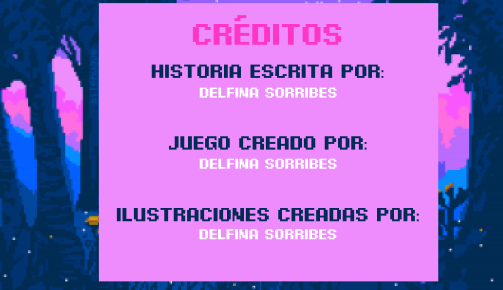 CRÉDITOS
HISTORIA ESCRITA POR:
DELFINA SORRIBES
JUEGO CREADO POR:
DELFINA SORRIBES
ILUSTRACIONES CREADAS POR:
DELFINA SORRIBES